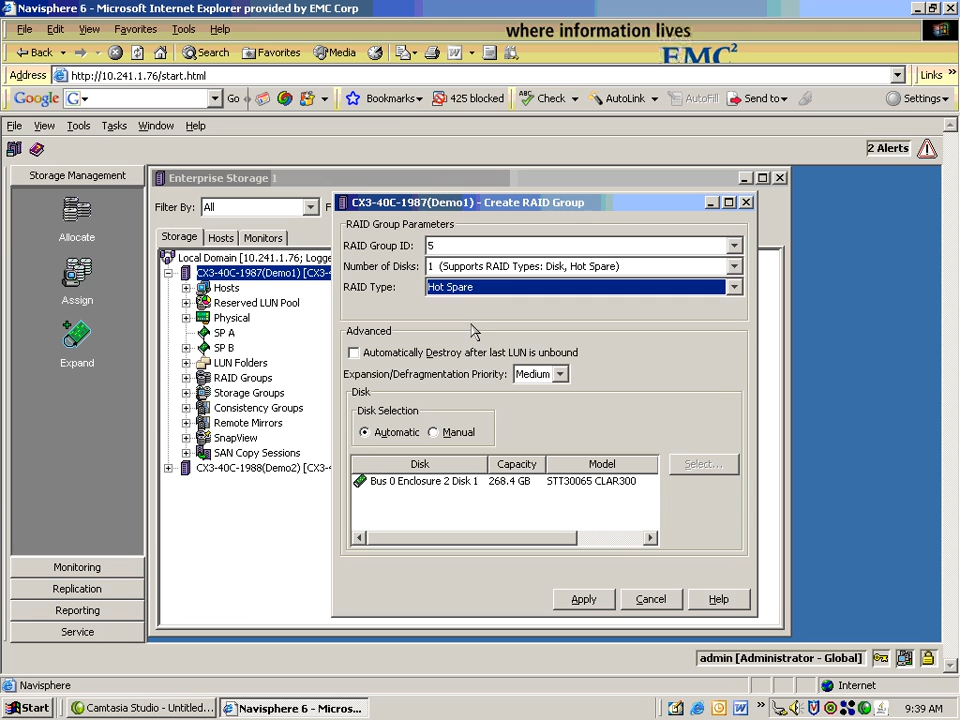 Navisphere 6 - Microsoft Internet Explorer provided by EMC Corp
File Edit View Favorites Tools Help
where information lives
Back Search Favorites Media
EMC²
Address http://10.241.1.76/start.html Links »
Google G Go Bookmarks 425 blocked Check AutoLink AutoFill Send to Settings
File View Tools Tasks Window Help
2 Alerts
Storage Management
Enterprise Storage 1
Filter By: All F
CX3-40C-1987(Demo1) - Create RAID Group
RAID Group Parameters
Allocate
Storage Hosts Monitors
RAID Group ID: 5
Local Domain [10.241.1.76; Logge
Number of Disks: 1 (Supports RAID Types: Disk, Hot Spare)
CX3-40C-1987(Demo1) [CX3-4
RAID Type: Hot Spare
Hosts
Assign
Reserved LUN Pool
Physical
SP A
Advanced
SP B
Automatically Destroy after last LUN is unbound
Expand
LUN Folders
Expansion/Defragmentation Priority: Medium
RAID Groups
Storage Groups
Disk
Consistency Groups
Disk Selection
Remote Mirrors
Automatic Manual
SnapView
SAN Copy Sessions
Disk Capacity Model Select...
CX3-40C-1988(Demo2) [CX3-4
Bus 0 Enclosure 2 Disk 1 268.4 GB STT30065 CLAR300
Monitoring
Replication
Apply Cancel Help
Reporting
Service
admin [Administrator - Global]
Navisphere Internet
Start Camtasia Studio - Untitled... Navisphere 6 - Micros... » 9:39 AM